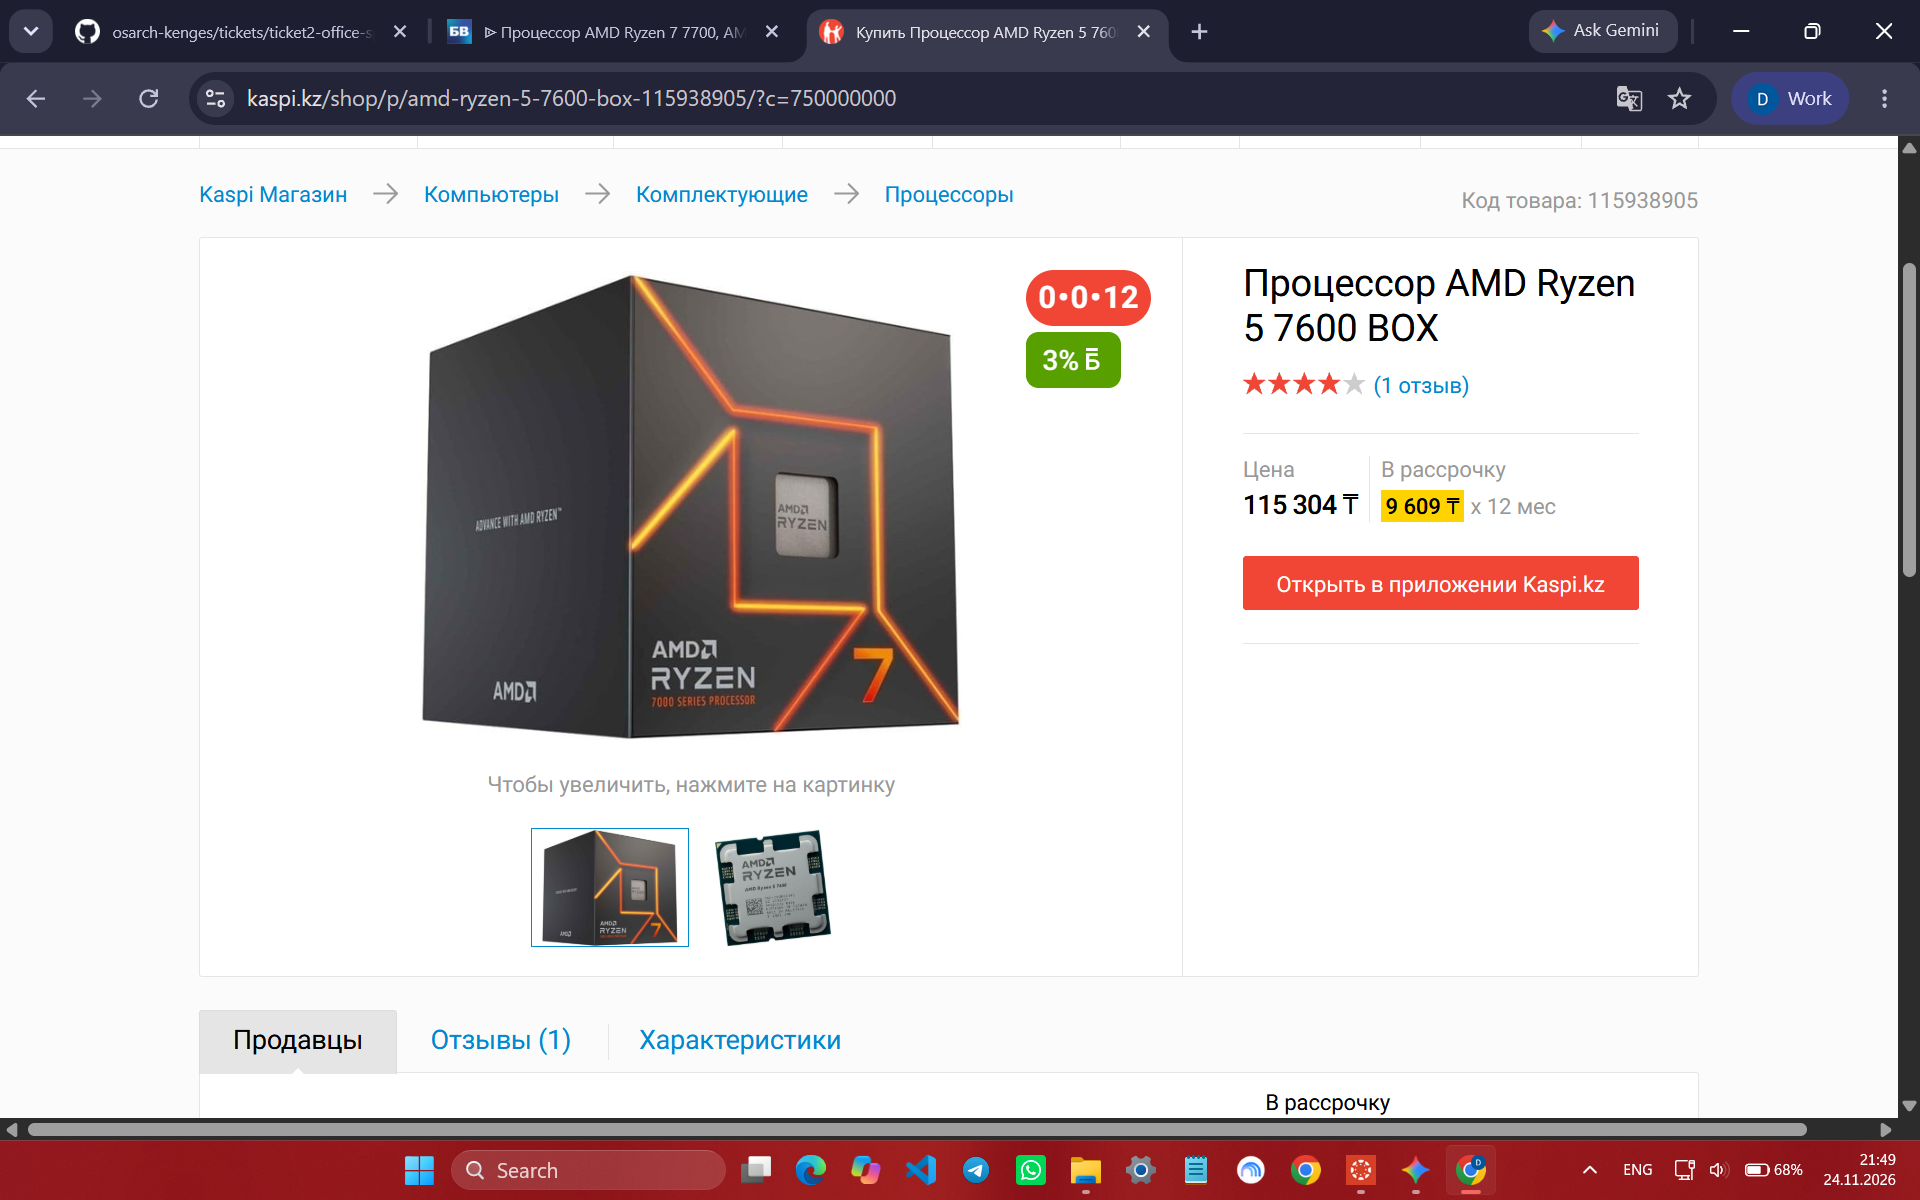 osarch-kenges/tickets/ticket2-office-s
Процессор AMD Ryzen 7 7700, AM
Купить Процессор AMD Ryzen 5 760
Ask Gemini
kaspi.kz/shop/p/amd-ryzen-5-7600-box-115938905/?c=750000000
D Work
Kaspi Магазин → Компьютеры → Комплектующие → Процессоры
Код товара: 115938905
0•0•12
3% Б
ADVANCE WITH AMD RYZEN™
AMD
AMD
RYZEN
AMD
RYZEN
7000 SERIES PROCESSOR
7
Чтобы увеличить, нажмите на картинку
AMD
RYZEN
7
AMD
AMD
RYZEN
Процессор AMD Ryzen
5 7600 BOX
(1 отзыв)
Цена
115 304 ₸
В рассрочку
9 609 ₸ x 12 мес
Открыть в приложении Kaspi.kz
Продавцы
Отзывы (1)
Характеристики
В рассрочку
Search
ENG
68%
21:49
24.11.2026